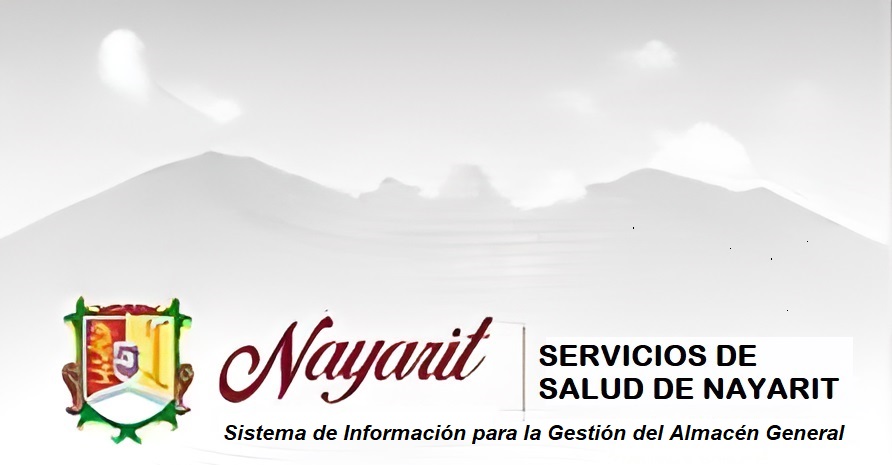 Nayarit
SERVICIOS DE
SALUD DE NAYARIT
Sistema de Información para la Gestión del Almacén General